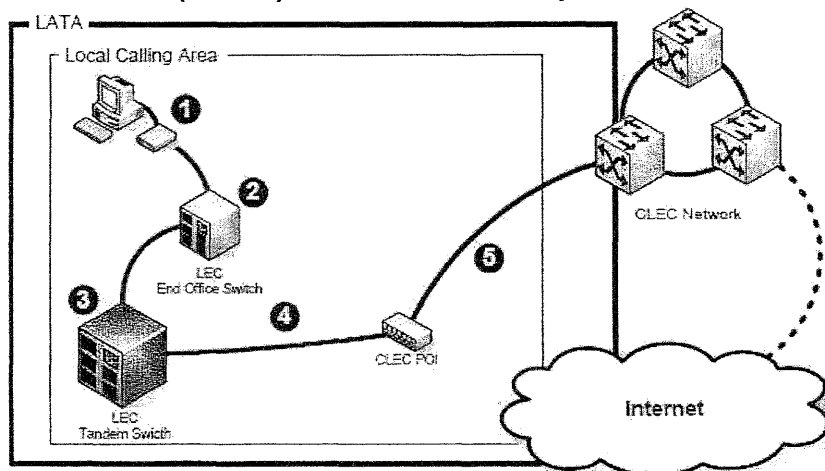 LATA
Local Calling Area
1
2
LEC
End Office Switch
3
4
5
CLEC Network
CLEC POI
LEC
Tandem Swicth
Internet